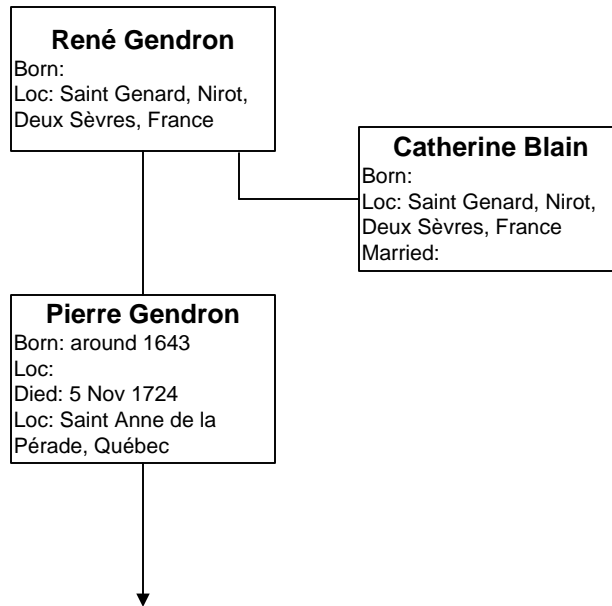 René Gendron
Born:
Loc: Saint Genard, Nirot,
Deux Sèvres, France
Catherine Blain
Born:
Loc: Saint Genard, Nirot,
Deux Sèvres, France
Married:
Pierre Gendron
Born: around 1643
Loc:
Died: 5 Nov 1724
Loc: Saint Anne de la
Pérade, Québec